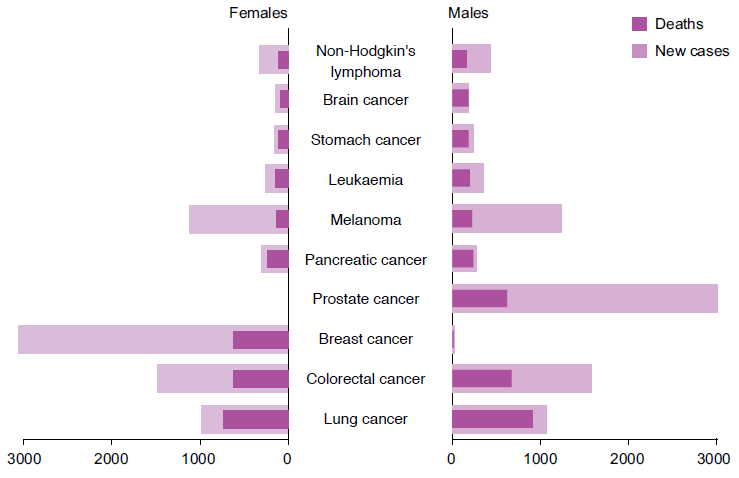 Females
Males
Deaths
New cases
Non-Hodgkin's
lymphoma
Brain cancer
Stomach cancer
Leukaemia
Melanoma
Pancreatic cancer
Prostate cancer
Breast cancer
Colorectal cancer
Lung cancer
3000 2000 1000 0
0 1000 2000 3000